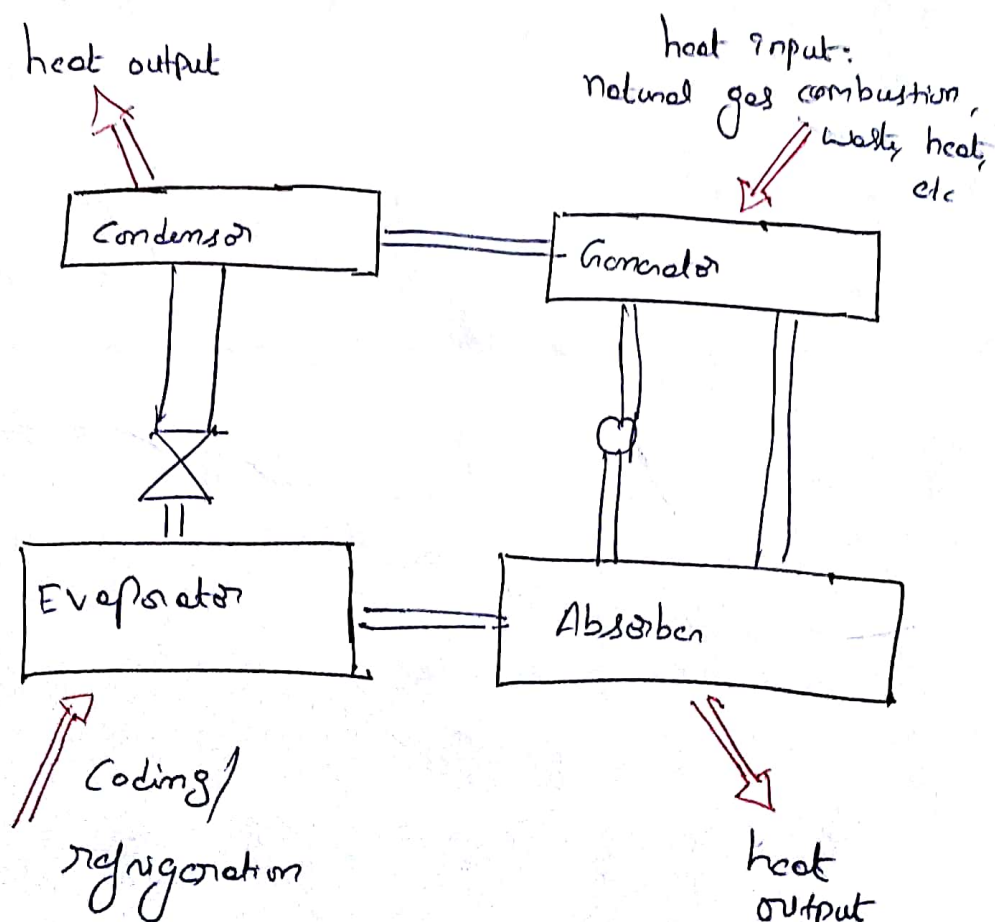 heat output
heat input:
natural gas combustion,
waste, heat,
etc
Condensor
Generator
Evaporator
Absorber
Cooling/
refrigeration
heat
output